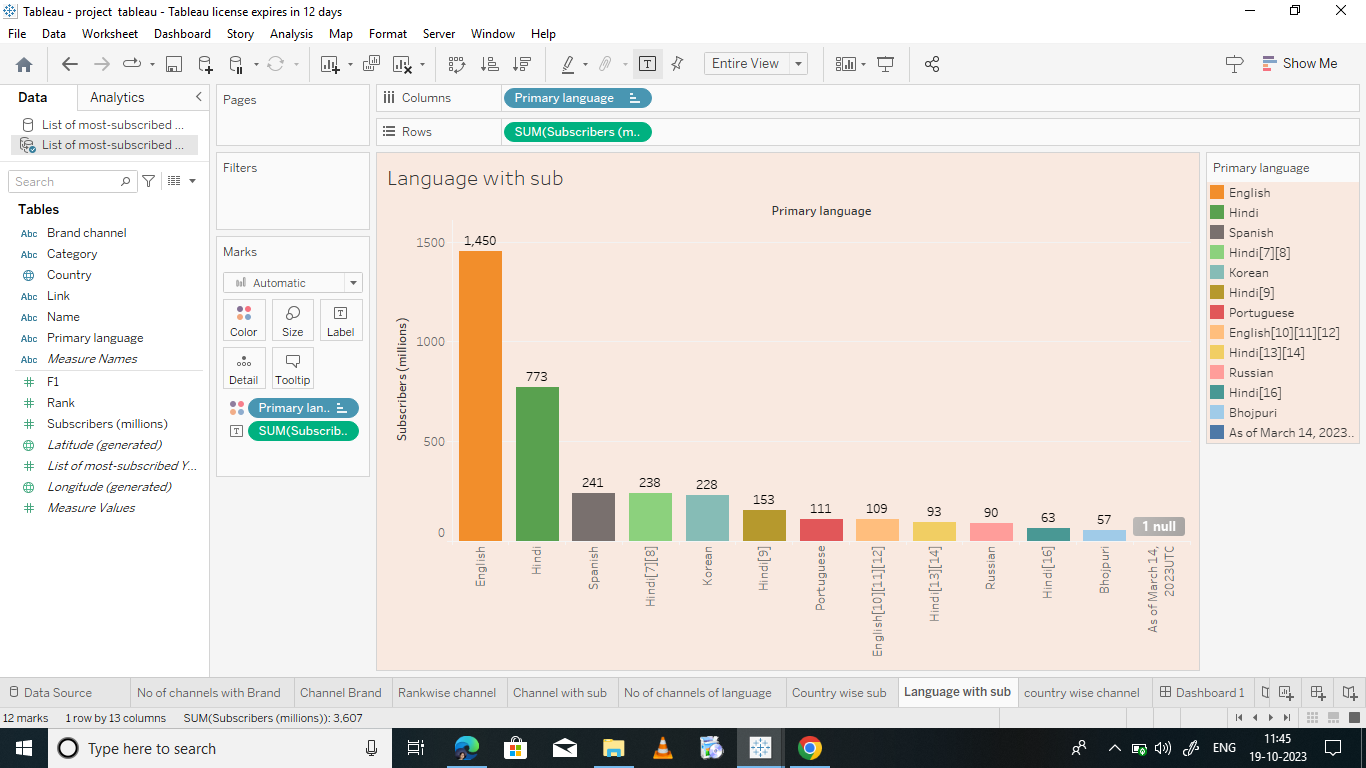 Tableau - project tableau - Tableau license expires in 12 days
File Data Worksheet Dashboard Story Analysis Map Format Server Window Help
Entire View
Show Me
Data Analytics
List of most-subscribed ...
List of most-subscribed ...
Search
Tables
Abc Brand channel
Abc Category
Country
Abc Link
Abc Name
Abc Primary language
Abc Measure Names
F1
Rank
Subscribers (millions)
Latitude (generated)
List of most-subscribed Y...
Longitude (generated)
Measure Values
Pages
Filters
Marks
Automatic
Color Size Label
Detail Tooltip
Primary lan..
SUM(Subscrib..
Columns Primary language
Rows SUM(Subscribers (m..
Language with sub
Primary language
Subscribers (millions)
1500
1000
500
0
1,450
773
241
238
228
153
111
109
93
90
63
57
1 null
English
Hindi
Spanish
Hindi[7][8]
Korean
Hindi[9]
Portuguese
English[10][11][12]
Hindi[13][14]
Russian
Hindi[16]
Bhojpuri
As of March 14,
2023UTC
Primary language
English
Hindi
Spanish
Hindi[7][8]
Korean
Hindi[9]
Portuguese
English[10][11][12]
Hindi[13][14]
Russian
Hindi[16]
Bhojpuri
As of March 14, 2023..
Data Source No of channels with Brand Channel Brand Rankwise channel Channel with sub No of channels of language Country wise sub Language with sub country wise channel Dashboard 1
12 marks 1 row by 13 columns SUM(Subscribers (millions)): 3,607
Type here to search
ENG
11:45
19-10-2023